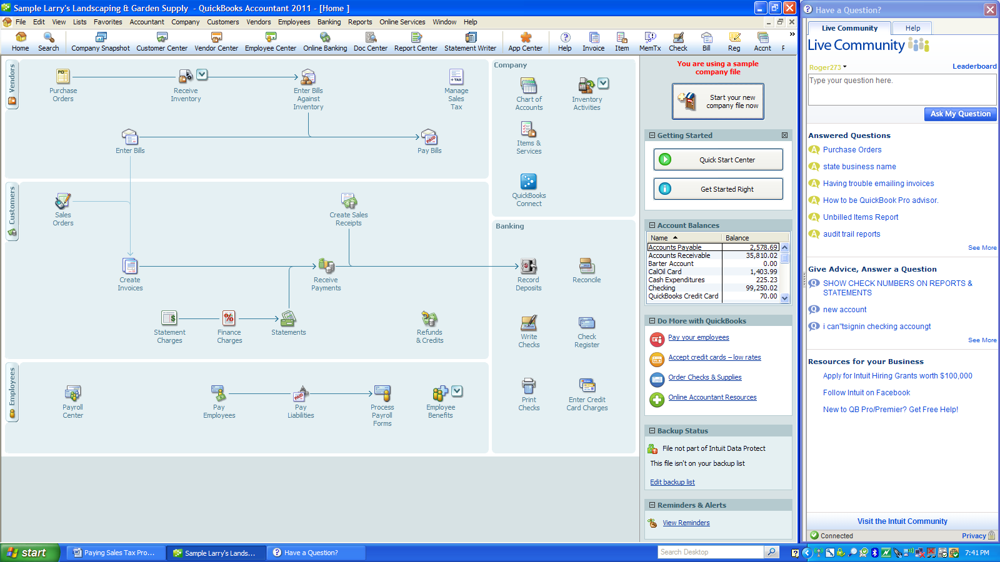 Sample Larry's Landscaping & Garden Supply - QuickBooks Accountant 2011 - [Home ]
File Edit View Lists Favorites Accountant Company Customers Vendors Employees Banking Reports Online Services Window Help
Home Search Company Snapshot Customer Center Vendor Center Employee Center Online Banking Doc Center Report Center Statement Writer App Center Help Invoice Item MemTx Check Bill Reg Accnt F
Vendors
PO
Purchase
Orders
Receive
Inventory
Enter Bills
Against
Inventory
+ TAX
Manage
Sales
Tax
Enter Bills
PAID
Pay Bills
Customers
Sales
Orders
Create Sales
Receipts
Create
Invoices
Receive
Payments
Statement
Charges
Finance
Charges
Statements
Refunds
& Credits
Employees
Payroll
Center
Pay
Employees
PAID
Pay
Liabilities
Process
Payroll
Forms
Employee
Benefits
Company
Chart of
Accounts
Inventory
Activities
Items &
Services
QuickBooks
Connect
Banking
Record
Deposits
Reconcile
Write
Checks
Check
Register
Print
Checks
Enter Credit
Card Charges
You are using a sample
company file
Start your new
company file now
Getting Started
Quick Start Center
Get Started Right
Account Balances
Name Balance
Accounts Payable 2,578.69
Accounts Receivable 35,810.02
Barter Account 0.00
CalOil Card 1,403.99
Cash Expenditures 225.23
Checking 99,250.02
QuickBooks Credit Card 70.00
Do More with QuickBooks
Pay your employees
Accept credit cards – low rates
Order Checks & Supplies
Online Accountant Resources
Backup Status
File not part of Intuit Data Protect
This file isn't on your backup list
Edit backup list
Reminders & Alerts
View Reminders
Have a Question?
Live Community Help
Live Community
Roger273 Leaderboard
Type your question here.
Ask My Question
Answered Questions
Purchase Orders
state business name
Having trouble emailing invoices
How to be QuickBook Pro advisor.
Unbilled Items Report
audit trail reports
See More
Give Advice, Answer a Question
SHOW CHECK NUMBERS ON REPORTS &
STATEMENTS
new account
i can"tsignin checking accoungt
See More
Resources for your Business
Apply for Intuit Hiring Grants worth $100,000
Follow Intuit on Facebook
New to QB Pro/Premier? Get Free Help!
Visit the Intuit Community
Connected Privacy
start Paying Sales Tax Pro... Sample Larry's Lands... Have a Question? Search Desktop 7:41 PM